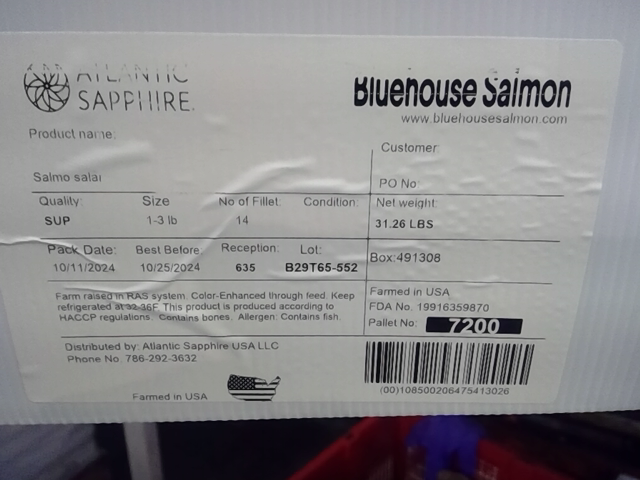 ATLANTIC
SAPPHIRE.
Bluehouse Salmon
www.bluehousesalmon.com
Product name:
Customer:
Salmo salar
PO No:
Quality: Size No of Fillet: Condition: Net weight:
SUP 1-3 lb 14 31.26 LBS
Pack Date: Best Before: Reception: Lot: Box:491308
10/11/2024 10/25/2024 635 B29T65-552
Farm raised in RAS system. Color-Enhanced through feed. Keep
refrigerated at 32-36F. This product is produced according to
HACCP regulations. Contains bones. Allergen: Contains fish.
Farmed in USA
FDA No. 19916359870
Pallet No: 7200
Distributed by: Atlantic Sapphire USA LLC
Phone No. 786-292-3632
Farmed in USA
(00)108500206475413026